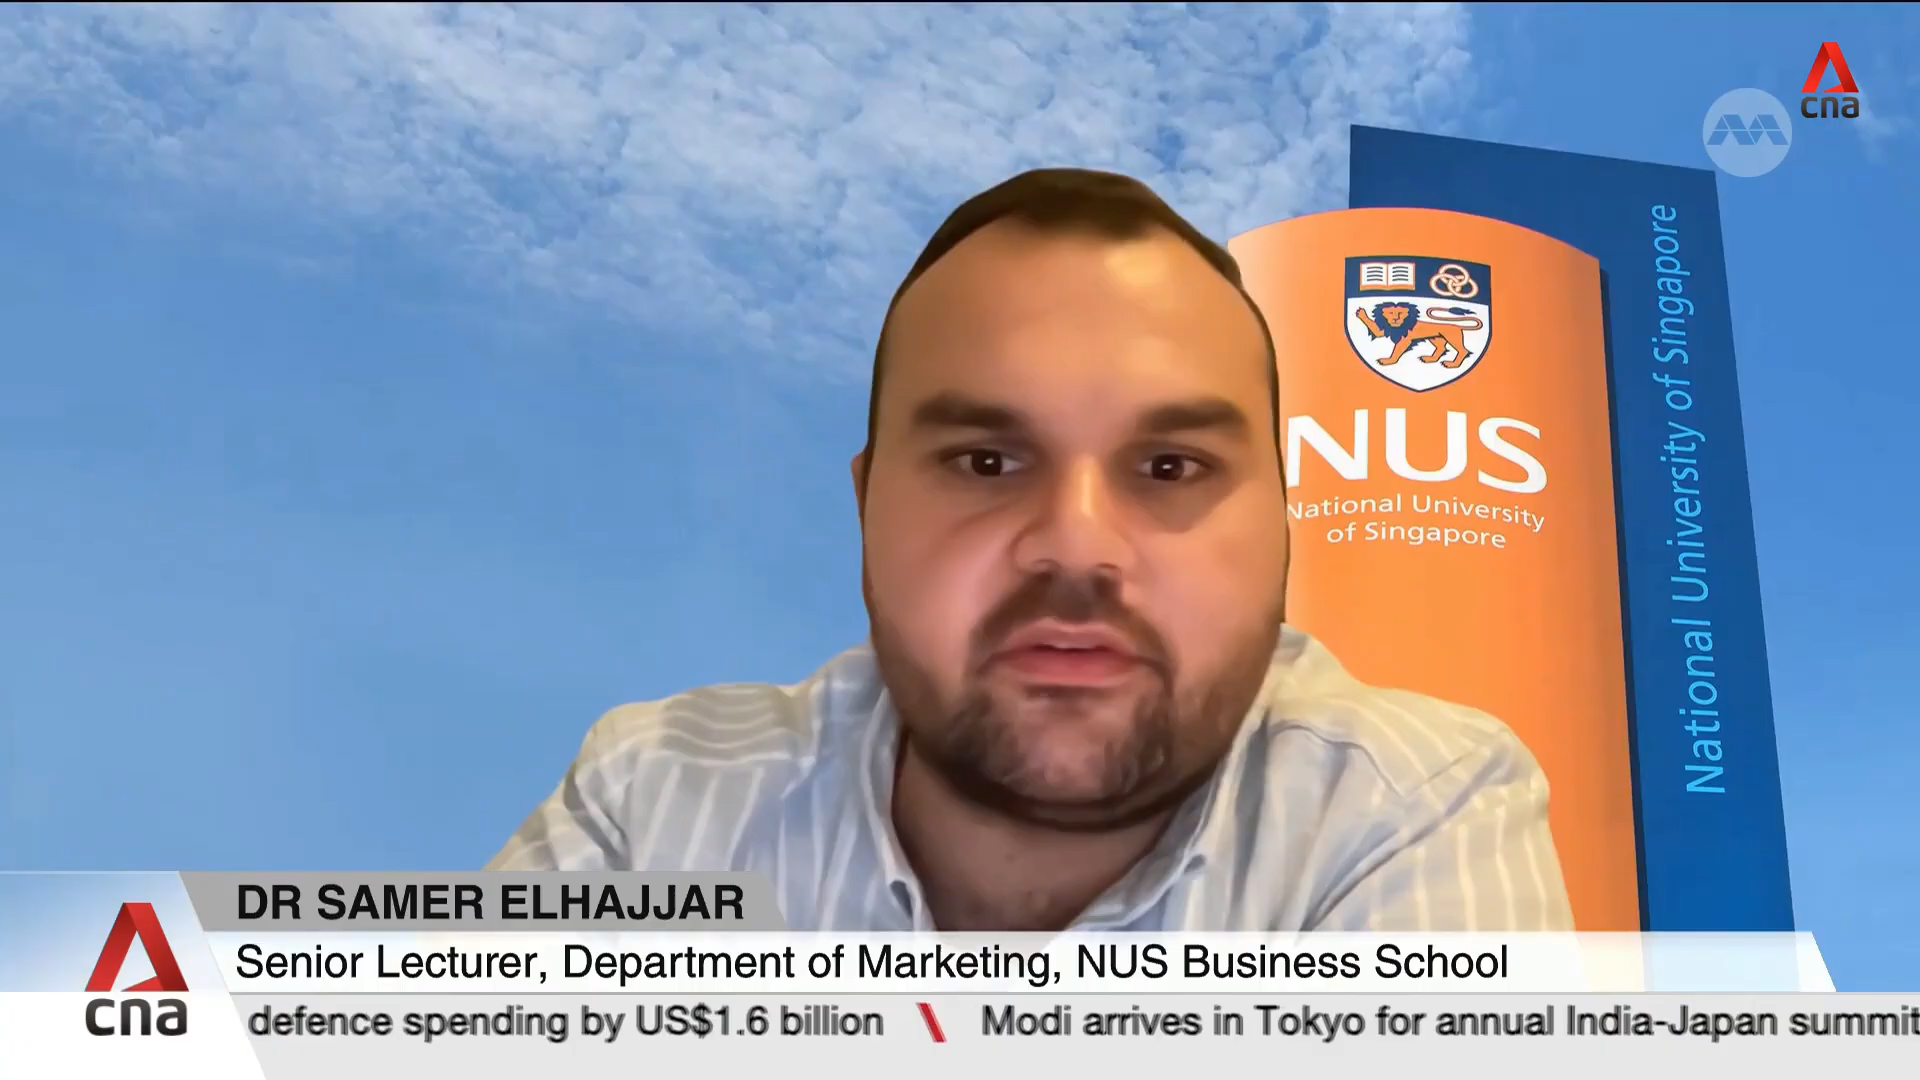 cna
NUS
National University
of Singapore
National University of Singapore
DR SAMER ELHAJJAR
Senior Lecturer, Department of Marketing, NUS Business School
cna
defence spending by US$1.6 billion \ Modi arrives in Tokyo for annual India-Japan summit